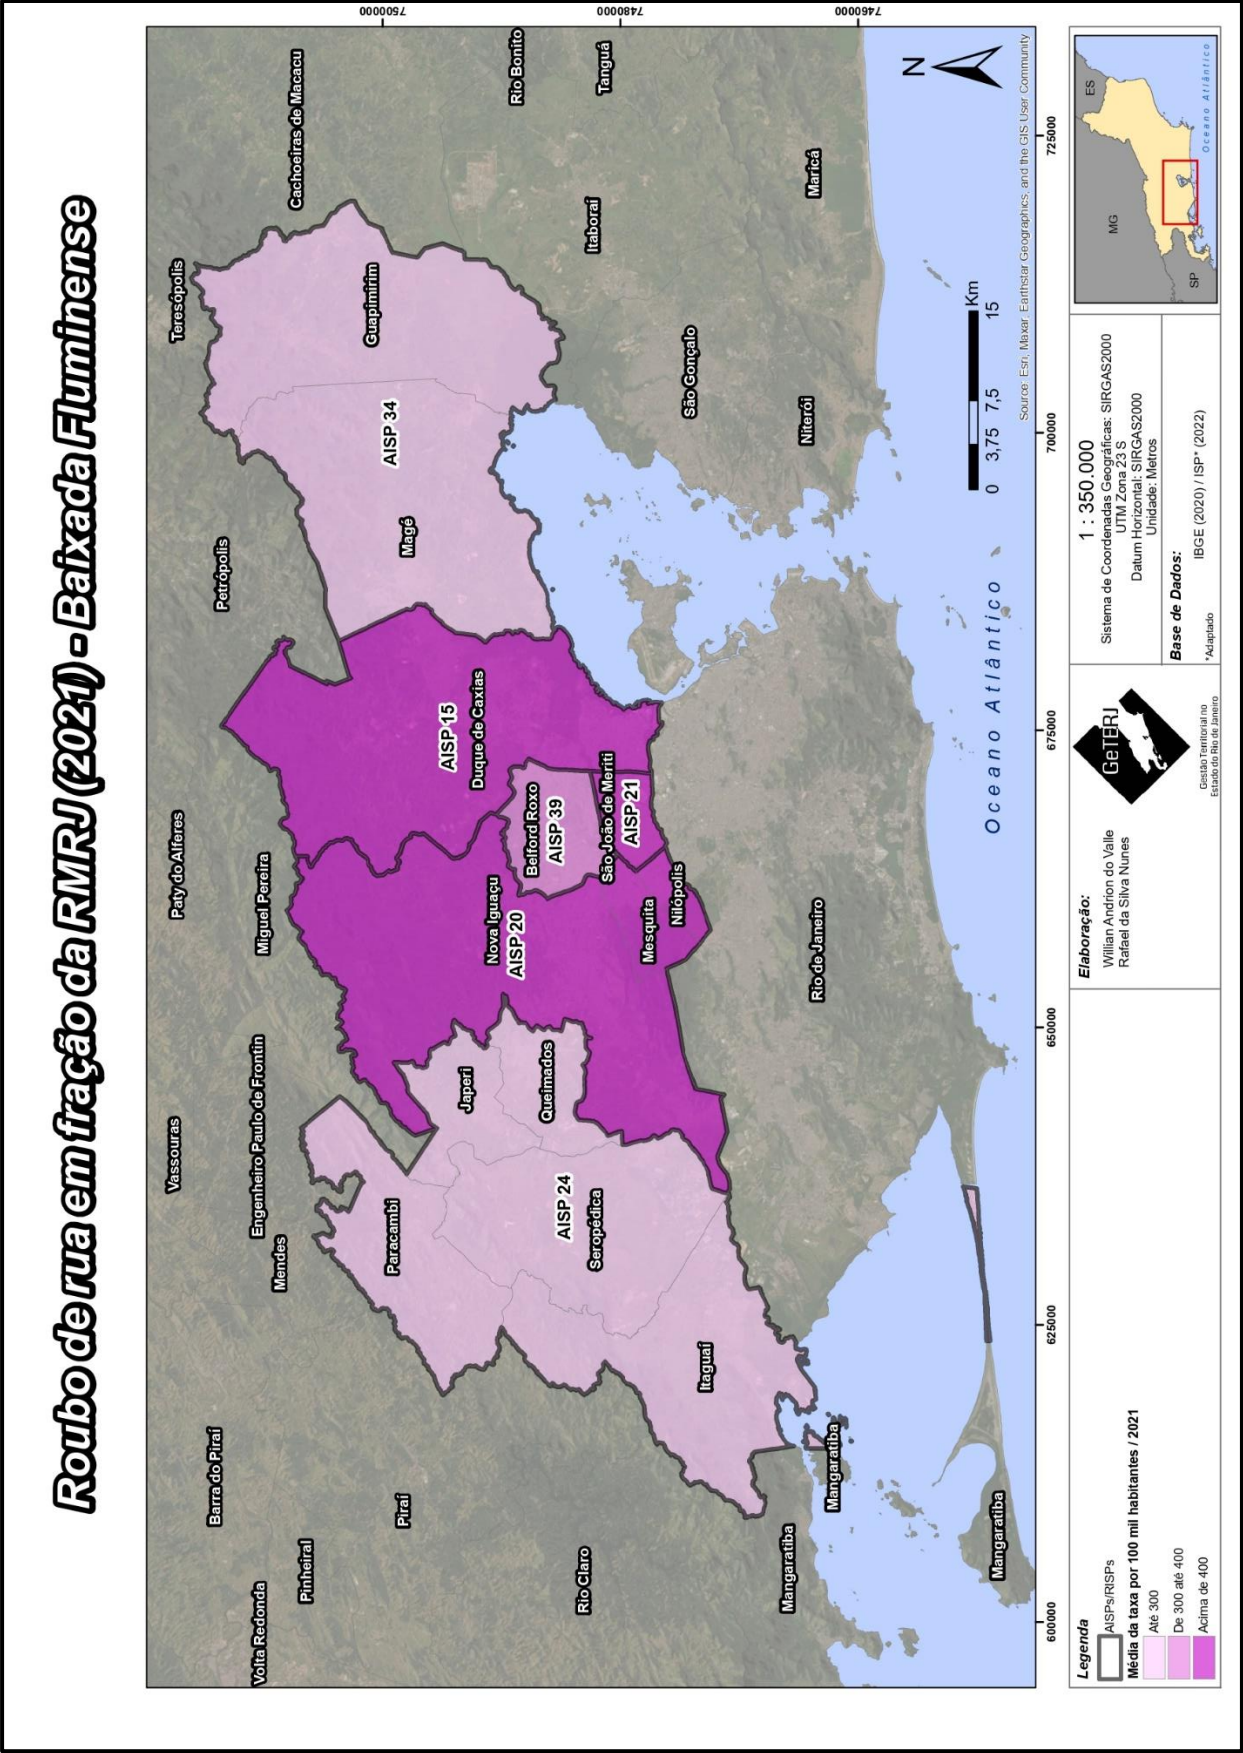 Roubo de rua em fração da RMRJ (2021) - Baixada Fluminense
7500000
7480000
7460000
Volta Redonda
Pinheiral
Barra do Piraí
Piraí
Rio Claro
Mangaratiba
Mangaratiba
Mangaratiba
Vassouras
Mendes
Engenheiro Paulo de Frontin
Miguel Pereira
Paty do Alferes
Petrópolis
Teresópolis
Cachoeiras de Macacu
Rio Bonito
Tanguá
Itaboraí
Maricá
São Gonçalo
Niterói
Rio de Janeiro
Paracambi
Japeri
Queimados
AISP 24
Seropédica
Itaguaí
Nova Iguaçu
AISP 20
Mesquita
Nilópolis
Belford Roxo
AISP 39
São João de Meriti
AISP 21
AISP 15
Duque de Caxias
Magé
AISP 34
Guapimirim
Oceano Atlântico
N
0 3,75 7,5 15
Km
Source: Esri, Maxar, Earthstar Geographics, and the GIS User Community
600000
625000
650000
675000
700000
725000
Legenda
AISPs/RISPs
Média da taxa por 100 mil habitantes / 2021
Até 300
De 300 até 400
Acima de 400
Elaboração:
Willian Andrion do Valle
Rafael da Silva Nunes
GeTERJ
Gestão Territorial no
Estado do Rio de Janeiro
1 : 350.000
Sistema de Coordenadas Geográficas: SIRGAS2000
UTM Zona 23 S
Datum Horizontal: SIRGAS2000
Unidade: Metros
Base de Dados:
IBGE (2020) / ISP* (2022)
*Adaptado
MG
ES
SP
Oceano Atlântico